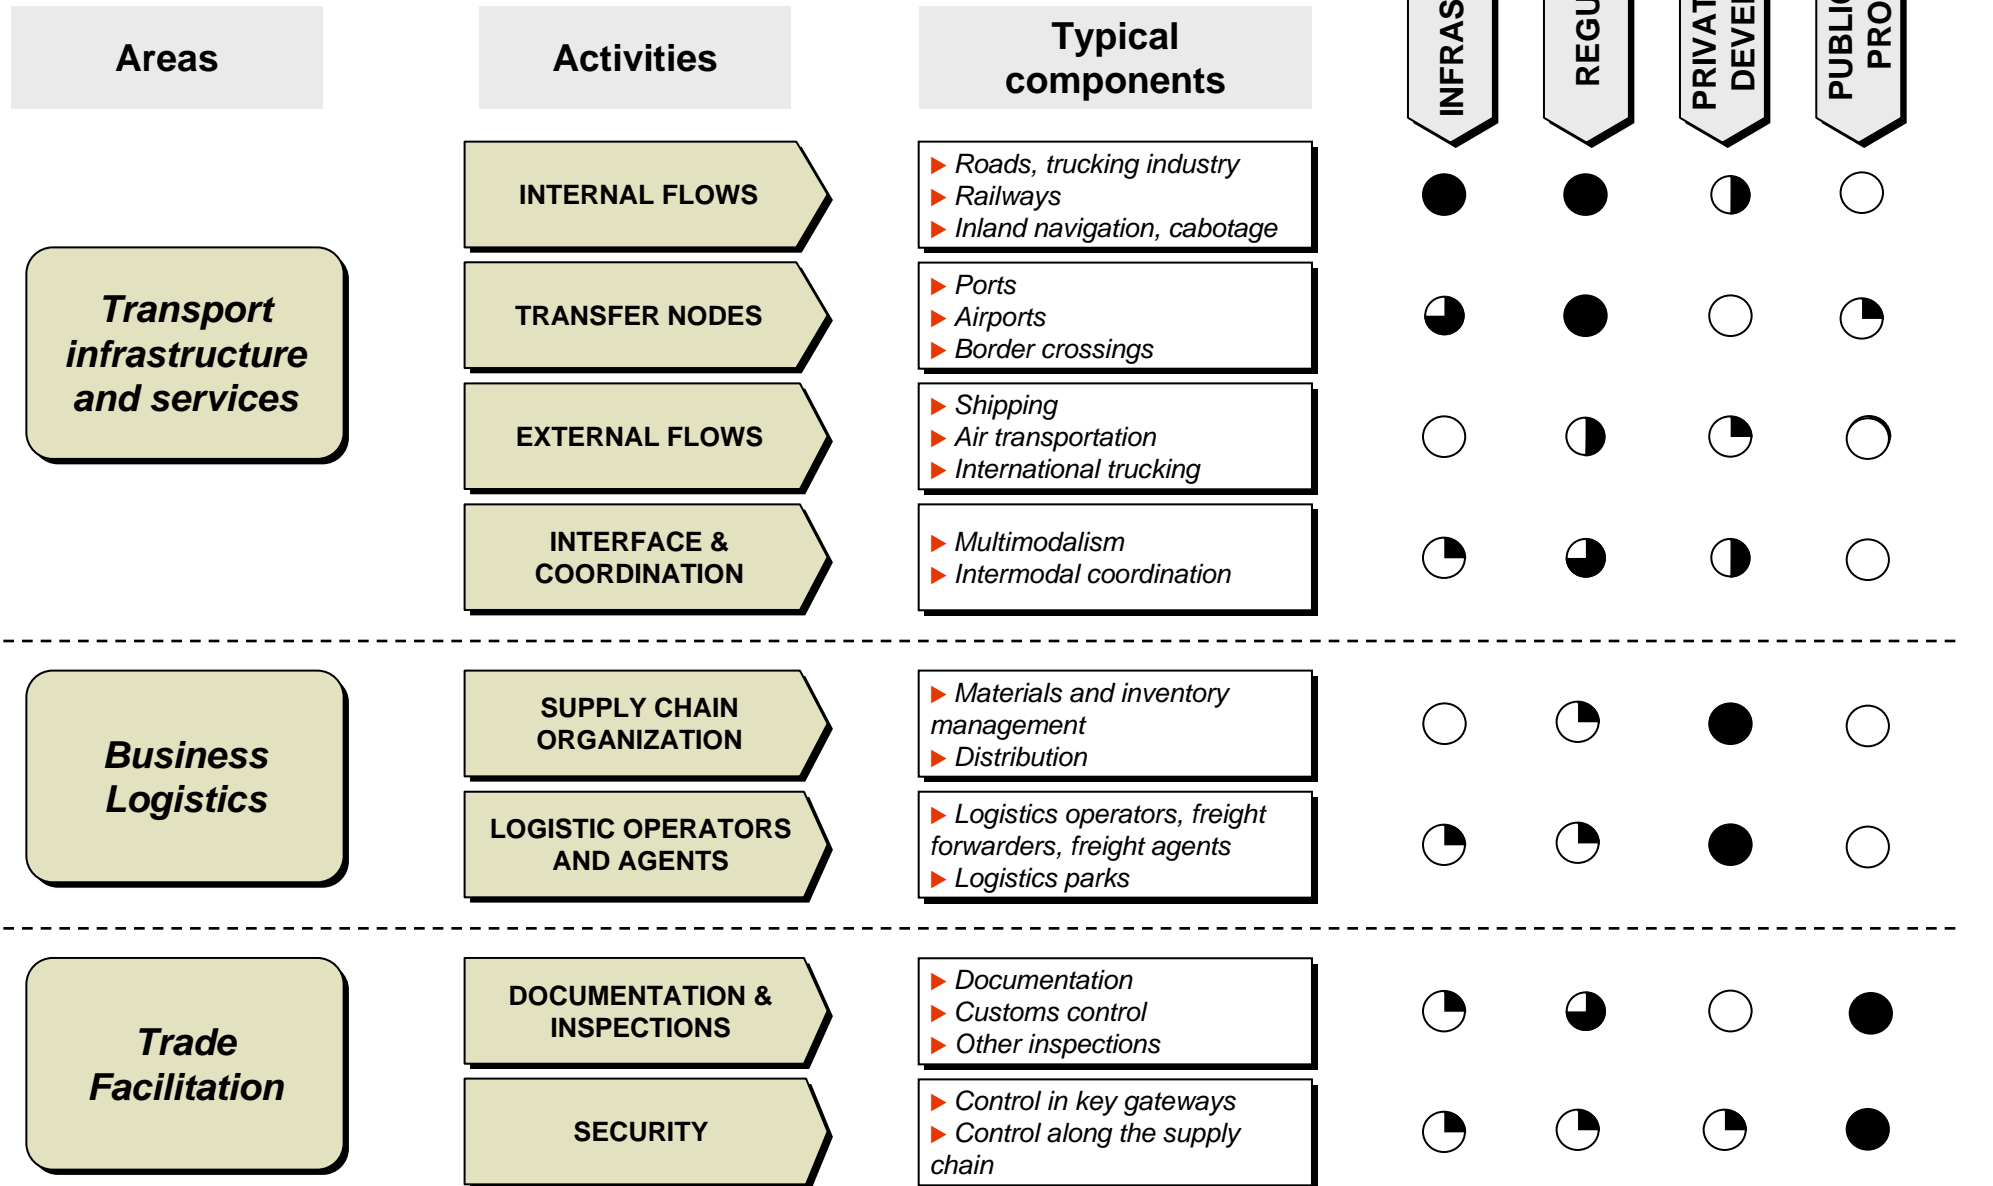 Areas
Activities
Typical
components
INFRAS
REGU
PRIVAT
DEVE
PUBLIC
PRO
INTERNAL FLOWS
▶ Roads, trucking industry
▶ Railways
▶ Inland navigation, cabotage
Transport
infrastructure
and services
TRANSFER NODES
▶ Ports
▶ Airports
▶ Border crossings
EXTERNAL FLOWS
▶ Shipping
▶ Air transportation
▶ International trucking
INTERFACE &
COORDINATION
▶ Multimodalism
▶ Intermodal coordination
Business
Logistics
SUPPLY CHAIN
ORGANIZATION
▶ Materials and inventory
management
▶ Distribution
LOGISTIC OPERATORS
AND AGENTS
▶ Logistics operators, freight
forwarders, freight agents
▶ Logistics parks
Trade
Facilitation
DOCUMENTATION &
INSPECTIONS
▶ Documentation
▶ Customs control
▶ Other inspections
SECURITY
▶ Control in key gateways
▶ Control along the supply
chain